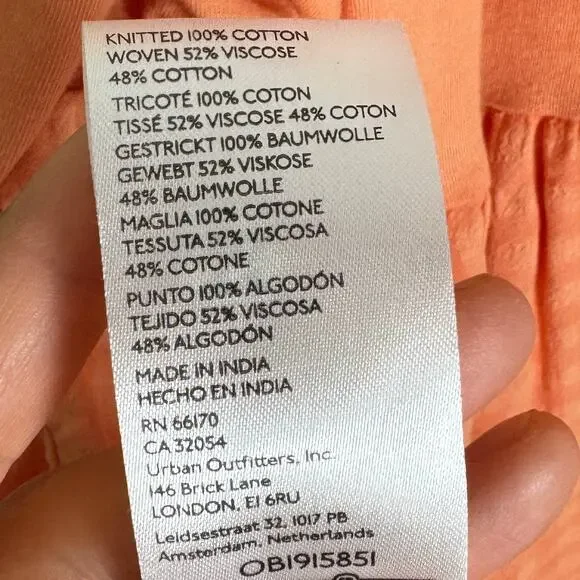 KNITTED 100% COTTON
WOVEN 52% VISCOSE
48% COTTON
TRICOTÉ 100% COTON
TISSÉ 52% VISCOSE 48% COTON
GESTRICKT 100% BAUMWOLLE
GEWEBT 52% VISKOSE
48% BAUMWOLLE
MAGLIA 100% COTONE
TESSUTA 52% VISCOSA
48% COTONE
PUNTO 100% ALGODÓN
TEJIDO 52% VISCOSA
48% ALGODÓN
MADE IN INDIA
HECHO EN INDIA
RN 66170
CA 32054
Urban Outfitters, Inc.
146 Brick Lane
LONDON, E1 6RU
Leidsestraat 32, 1017 PB
Amsterdam, Netherlands
OB1915851